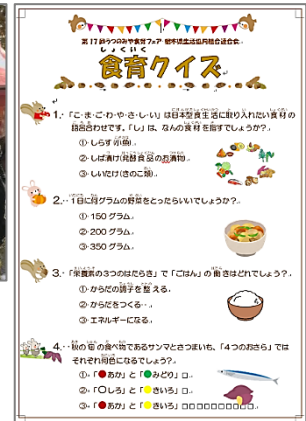 第17回うつのみや食育フェア 栃木県生活協同組合連合会
しょくいく
食育クイズ
1.「ご・ま・ご・わ・や・さ・し・い」は日本型食生活に取り入れたい食材の
語呂合わせです。「し」は、なんの食材を指すでしょうか？
① しらす(小魚)
② しば漬け(発酵食品のお漬物)
③ しいたけ(きのこ類)
2. 1日に何グラムの野菜をとったらいいでしょうか？
① 150グラム
② 200グラム
③ 350グラム
3.「栄養素の3つのはたらき」で「ごはん」の働きはどれでしょう？
① からだの調子を整える
② からだをつくる
③ エネルギーになる
4. 秋の旬の食べ物であるサンマとさつまいも、「4つのお皿」では
それぞれ何色になるでしょう？
①「●あか」と「●みどり」□
②「〇しろ」と「●きいろ」□
③「●あか」と「●きいろ」□□□□□□□□□□